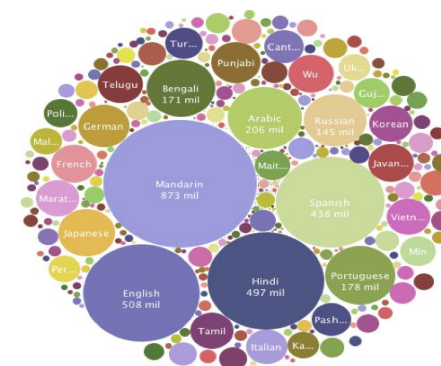 Tur...
Cant...
Punjabi
Wu
Uk...
Telugu
Bengali
171 mil
Guj...
Poli...
Arabic
206 mil
Russian
145 mil
German
Korean
Mal...
French
Mait...
Javan...
Mandarin
873 mil
Marat...
Spanish
438 mil
Vietn...
Japanese
Min
Per...
Hindi
497 mil
Portuguese
178 mil
English
508 mil
Pash...
Tamil
Italian
Ka...